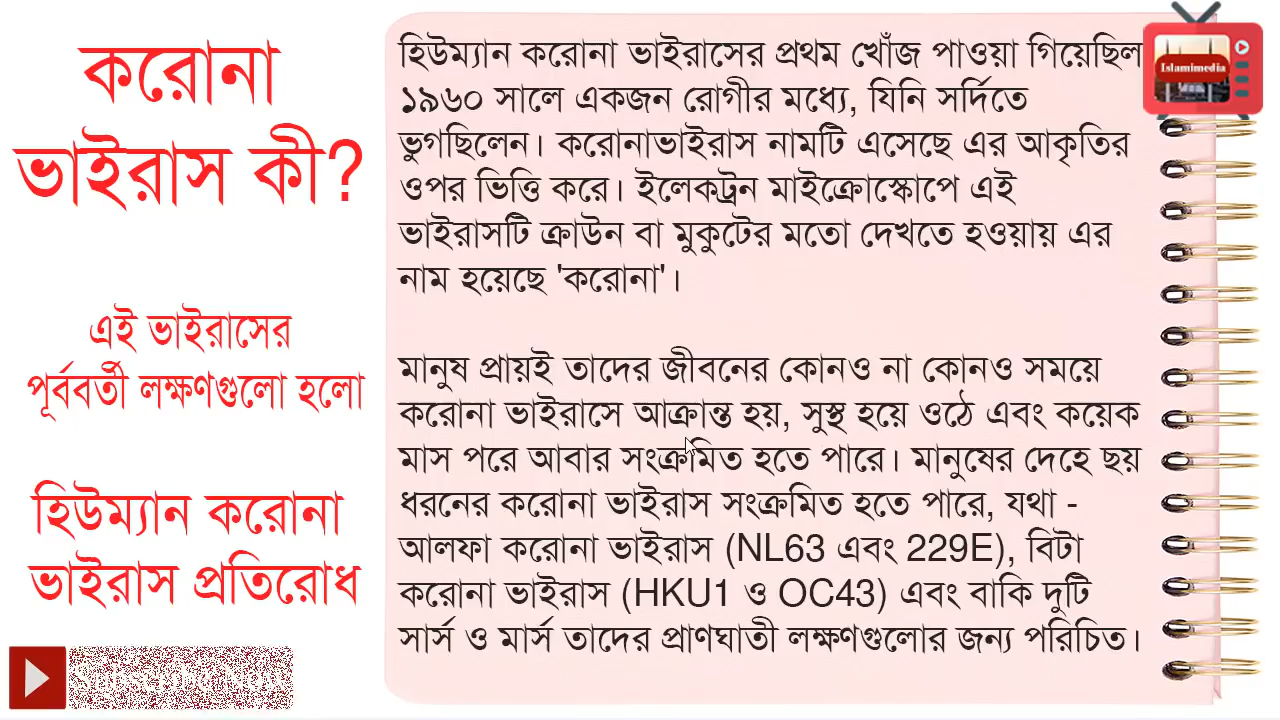 করোনা
ভাইরাস কী?
এই ভাইরাসের
পূর্ববর্তী লক্ষণগুলো হলো
হিউম্যান করোনা
ভাইরাস প্রতিরোধ
হিউম্যান করোনা ভাইরাসের প্রথম খোঁজ পাওয়া গিয়েছিল
১৯৬০ সালে একজন রোগীর মধ্যে, যিনি সর্দিতে
ভুগছিলেন। করোনাভাইরাস নামটি এসেছে এর আকৃতির
ওপর ভিত্তি করে। ইলেকট্রন মাইক্রোস্কোপে এই
ভাইরাসটি ক্রাউন বা মুকুটের মতো দেখতে হওয়ায় এর
নাম হয়েছে 'করোনা'।
মানুষ প্রায়ই তাদের জীবনের কোনও না কোনও সময়ে
করোনা ভাইরাসে আক্রান্ত হয়, সুস্থ হয়ে ওঠে এবং কয়েক
মাস পরে আবার সংক্রমিত হতে পারে। মানুষের দেহে ছয়
ধরনের করোনা ভাইরাস সংক্রমিত হতে পারে, যথা -
আলফা করোনা ভাইরাস (NL63 এবং 229E), বিটা
করোনা ভাইরাস (HKU1 ও OC43) এবং বাকি দুটি
সার্স ও মার্স তাদের প্রাণঘাতী লক্ষণগুলোর জন্য পরিচিত।
Islamimedia